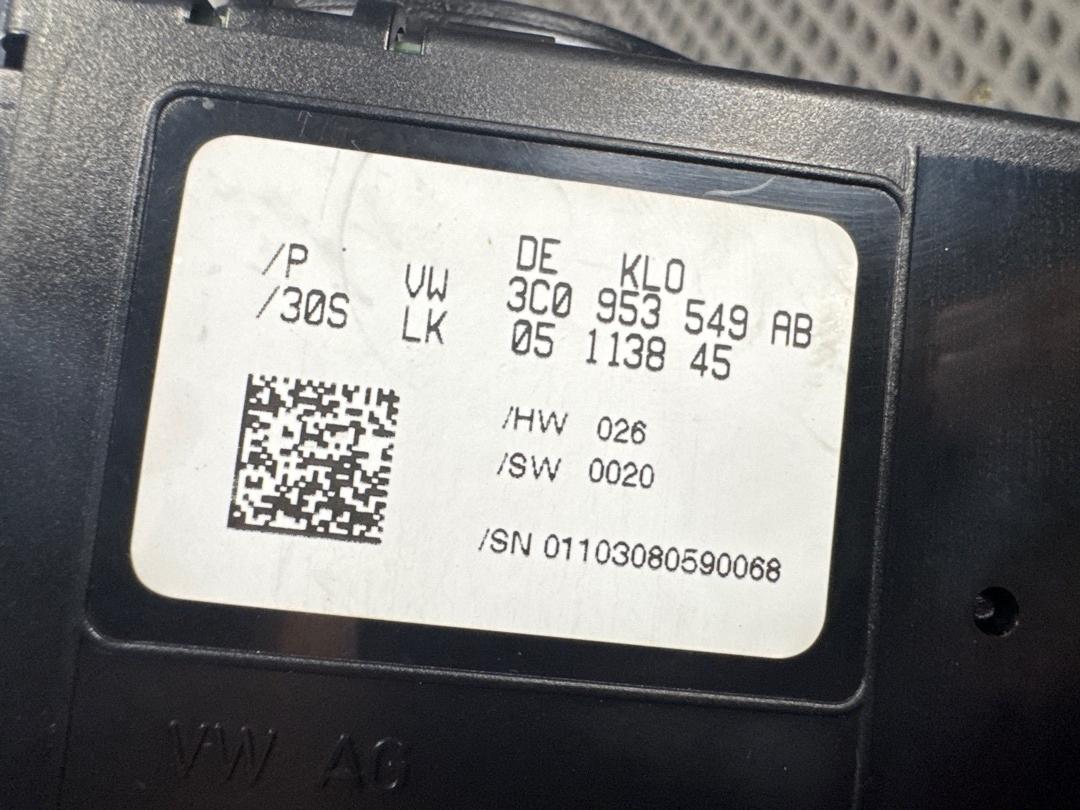 DE KLO
/P VW 3C0 953 549 AB
/30S LK 05 1138 45
/HW 026
/SW 0020
/SN 01103080590068
VW AG